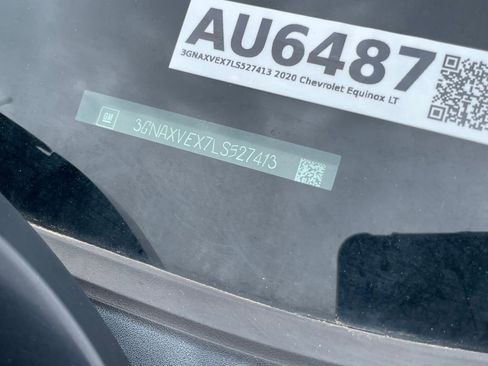 AU6487
3GNAXVEX7LS527413 2020 Chevrolet Equinox LT
GM
3GNAXVEX7LS527413